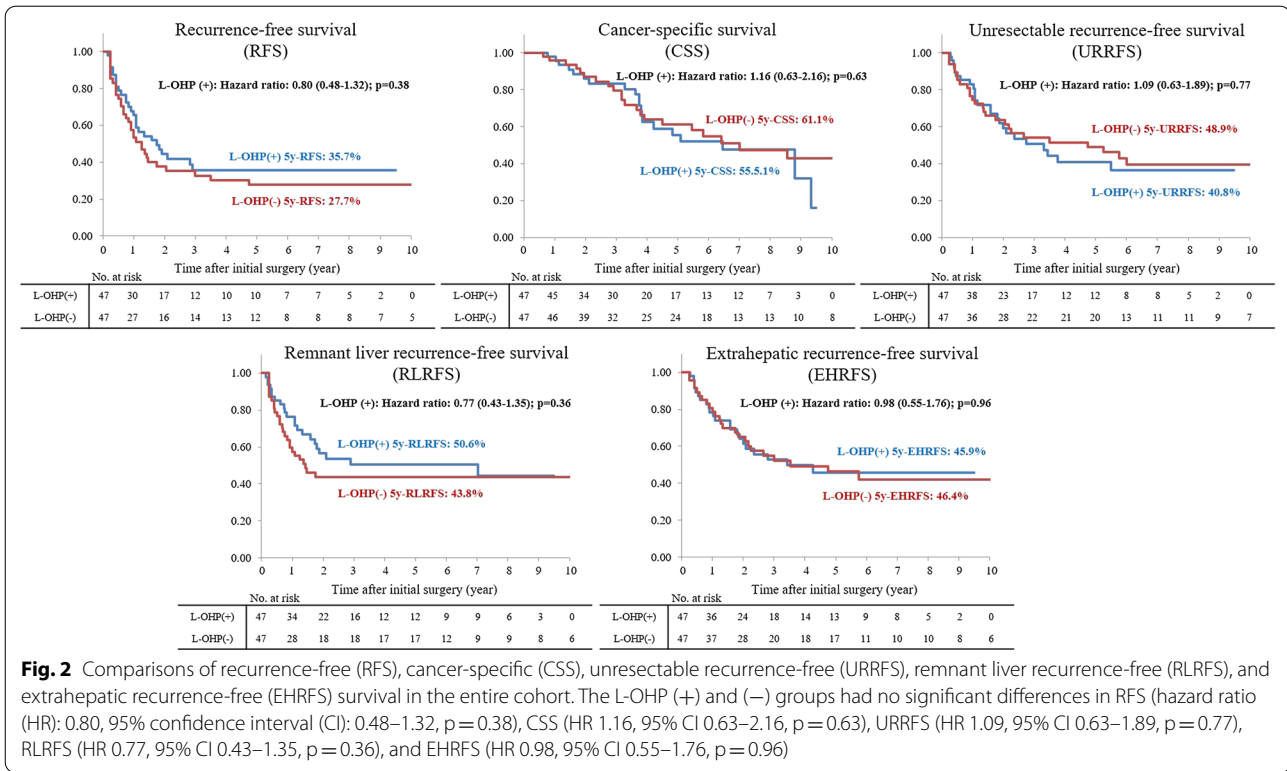 Recurrence-free survival
(RFS)
1.00
0.80
0.60
0.40
0.20
0.00
L-OHP (+): Hazard ratio: 0.80 (0.48-1.32); p=0.38
L-OHP(+) 5y-RFS: 35.7%
L-OHP(-) 5y-RFS: 27.7%
0 1 2 3 4 5 6 7 8 9 10
Time after initial surgery (year)
No. at risk
L-OHP(+) 47 30 17 12 10 10 7 7 5 2 0
L-OHP(-) 47 27 16 14 13 12 8 8 8 7 5
Cancer-specific survival
(CSS)
1.00
0.80
0.60
0.40
0.20
0.00
L-OHP (+): Hazard ratio: 1.16 (0.63-2.16); p=0.63
L-OHP(-) 5y-CSS: 61.1%
L-OHP(+) 5y-CSS: 55.5.1%
0 1 2 3 4 5 6 7 8 9 10
Time after initial surgery (year)
No. at risk
L-OHP(+) 47 45 34 30 20 17 13 12 7 3 0
L-OHP(-) 47 46 39 32 25 24 18 13 13 10 8
Unresectable recurrence-free survival
(URRFS)
1.00
0.80
0.60
0.40
0.20
0.00
L-OHP (+): Hazard ratio: 1.09 (0.63-1.89); p=0.77
L-OHP(-) 5y-URRFS: 48.9%
L-OHP(+) 5y-URRFS: 40.8%
0 1 2 3 4 5 6 7 8 9 10
Time after initial surgery (year)
No. at risk
L-OHP(+) 47 38 23 17 12 12 8 8 5 2 0
L-OHP(-) 47 36 28 22 21 20 13 11 11 9 7
Remnant liver recurrence-free survival
(RLRFS)
1.00
0.80
0.60
0.40
0.20
0.00
L-OHP (+): Hazard ratio: 0.77 (0.43-1.35); p=0.36
L-OHP(+) 5y-RLRFS: 50.6%
L-OHP(-) 5y-RLRFS: 43.8%
0 1 2 3 4 5 6 7 8 9 10
Time after initial surgery (year)
No. at risk
L-OHP(+) 47 34 22 16 12 12 9 9 6 3 0
L-OHP(-) 47 28 18 18 17 17 12 9 9 8 6
Extrahepatic recurrence-free survival
(EHRFS)
1.00
0.80
0.60
0.40
0.20
0.00
L-OHP (+): Hazard ratio: 0.98 (0.55-1.76); p=0.96
L-OHP(+) 5y-EHRFS: 45.9%
L-OHP(-) 5y-EHRFS: 46.4%
0 1 2 3 4 5 6 7 8 9 10
Time after initial surgery (year)
No. at risk
L-OHP(+) 47 36 24 18 14 13 9 8 5 2 0
L-OHP(-) 47 37 28 20 18 17 11 10 10 8 6
Fig. 2 Comparisons of recurrence-free (RFS), cancer-specific (CSS), unresectable recurrence-free (URRFS), remnant liver recurrence-free (RLRFS), and
extrahepatic recurrence-free (EHRFS) survival in the entire cohort. The L-OHP (+) and (−) groups had no significant differences in RFS (hazard ratio
(HR): 0.80, 95% confidence interval (CI): 0.48–1.32, p = 0.38), CSS (HR 1.16, 95% CI 0.63–2.16, p = 0.63), URRFS (HR 1.09, 95% CI 0.63–1.89, p = 0.77),
RLRFS (HR 0.77, 95% CI 0.43–1.35, p = 0.36), and EHRFS (HR 0.98, 95% CI 0.55–1.76, p = 0.96)